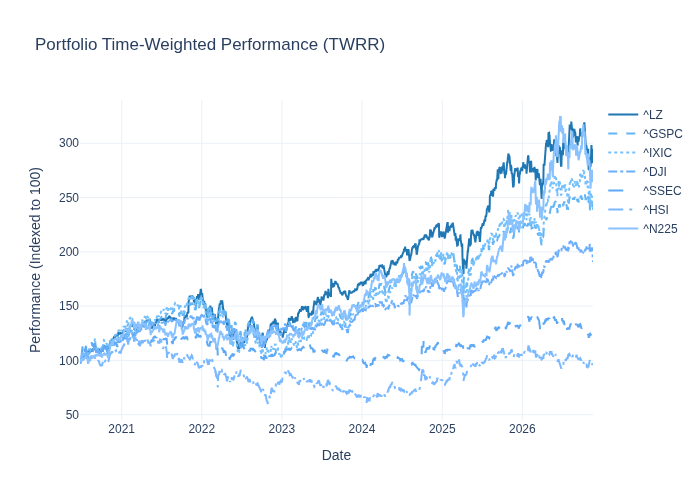 Portfolio Time-Weighted Performance (TWRR)
Performance (Indexed to 100)
300
250
200
150
100
50
2021
2022
2023
2024
2025
2026
Date
^LZ
^GSPC
^IXIC
^DJI
^SSEC
^HSI
^N225